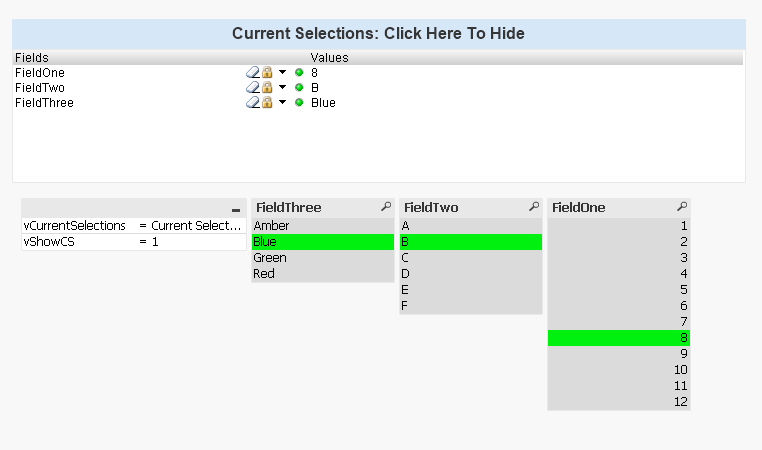 Current Selections: Click Here To Hide
Fields Values
FieldOne 8
FieldTwo B
FieldThree Blue
vCurrentSelections = Current Select...
vShowCS = 1
FieldThree
Amber
Blue
Green
Red
FieldTwo
A
B
C
D
E
F
FieldOne
1
2
3
4
5
6
7
8
9
10
11
12